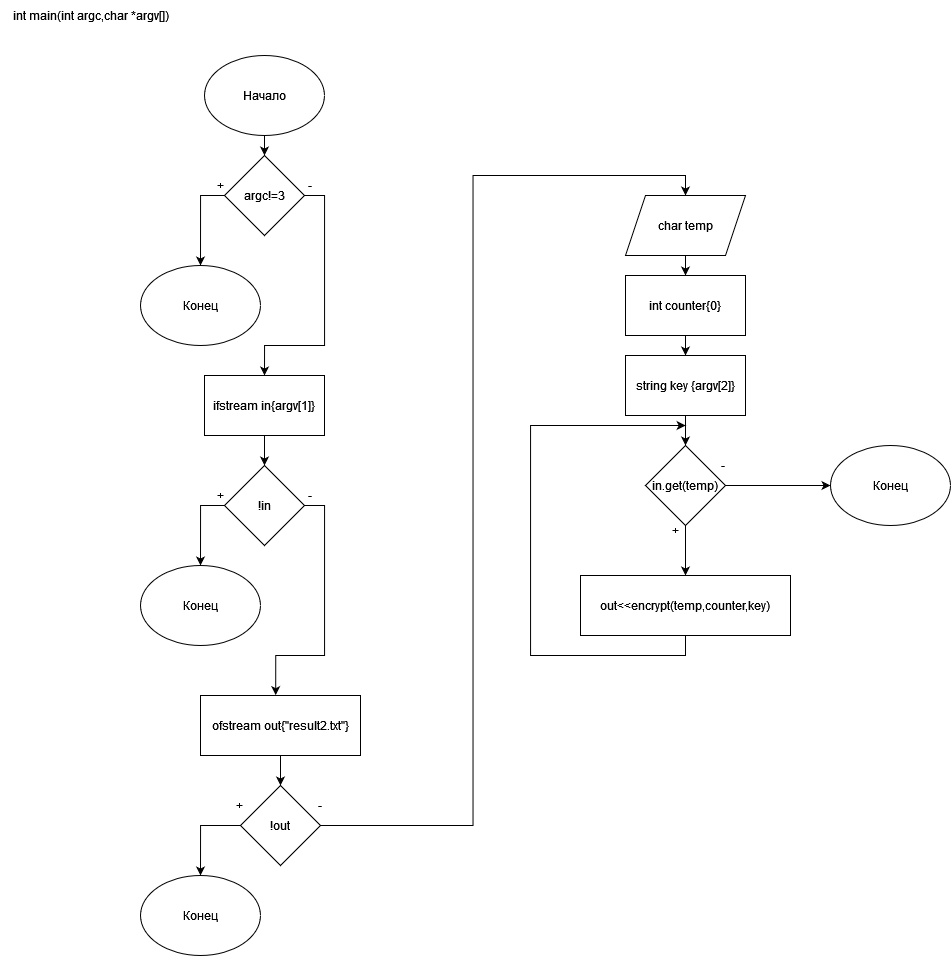 int main(int argc,char *argv[])
Начало
argc!=3
+
-
Конец
ifstream in{argv[1]}
!in
+
-
Конец
ofstream out{"result2.txt"}
!out
+
-
Конец
char temp
int counter{0}
string key {argv[2]}
in.get(temp)
-
Конец
+
out<<encrypt(temp,counter,key)